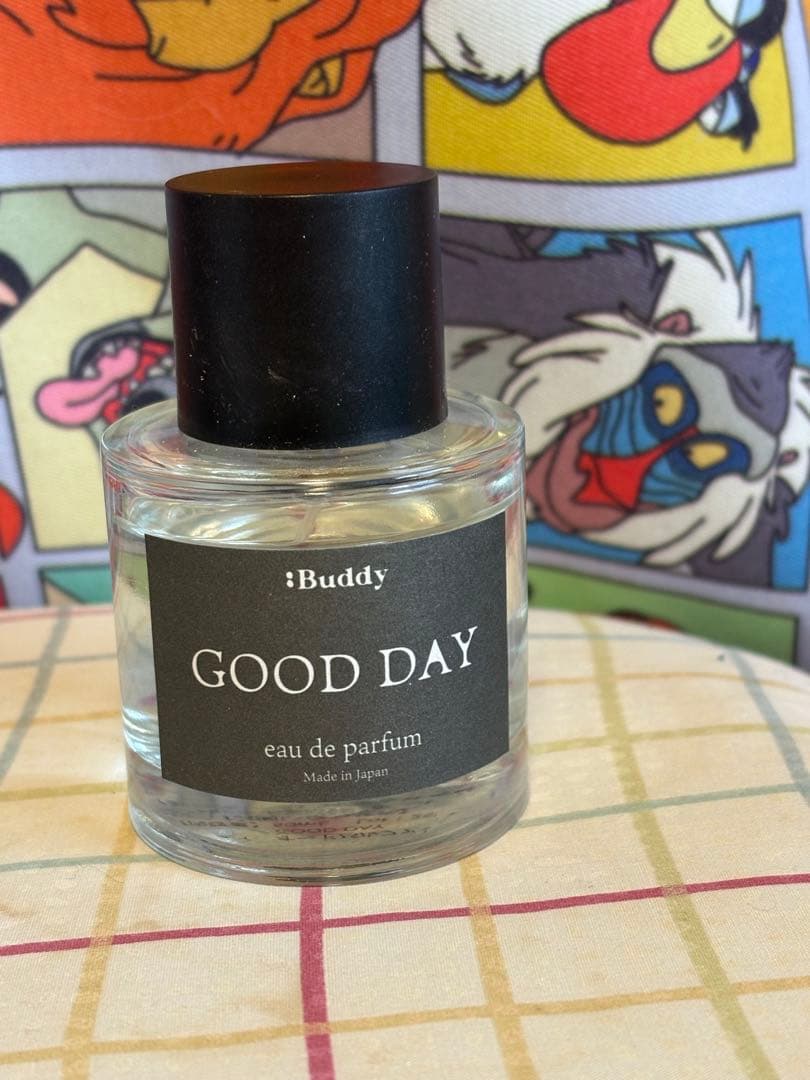 :Buddy
GOOD DAY
eau de parfum
Made in Japan